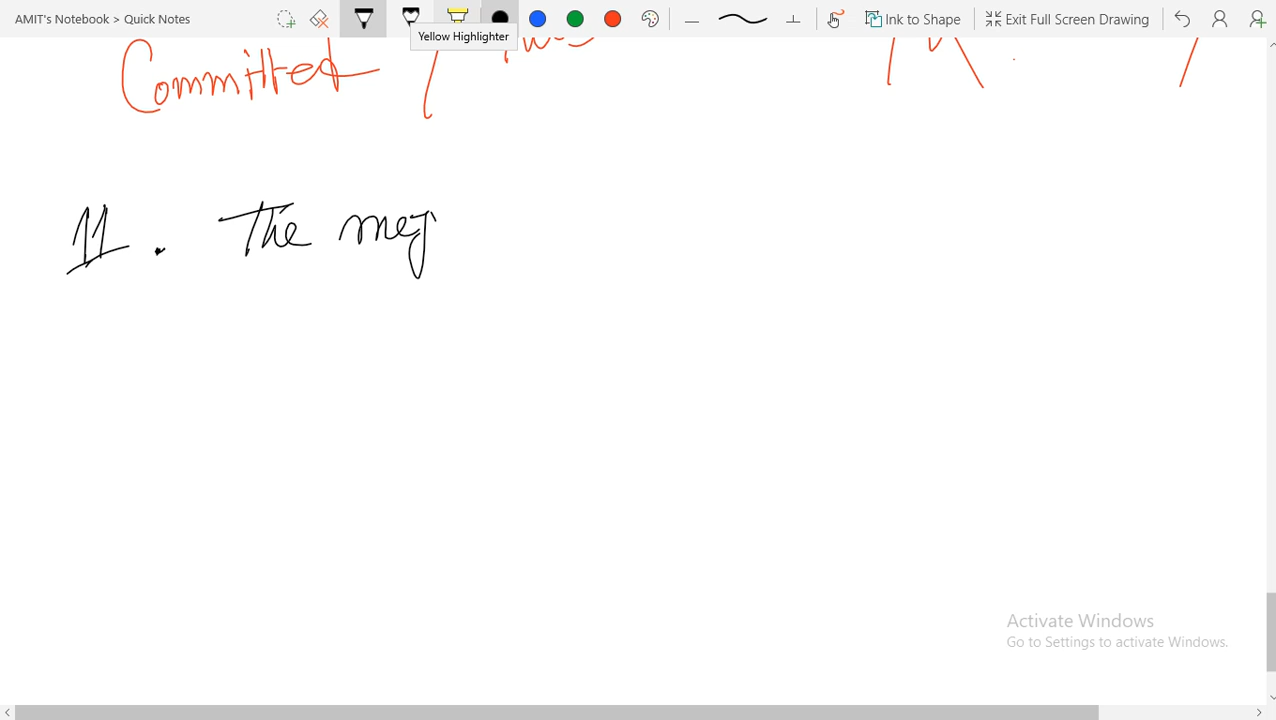 AMIT's Notebook > Quick Notes
Ink to Shape
Exit Full Screen Drawing
Yellow Highlighter
Committed
11. The mej
Activate Windows
Go to Settings to activate Windows.